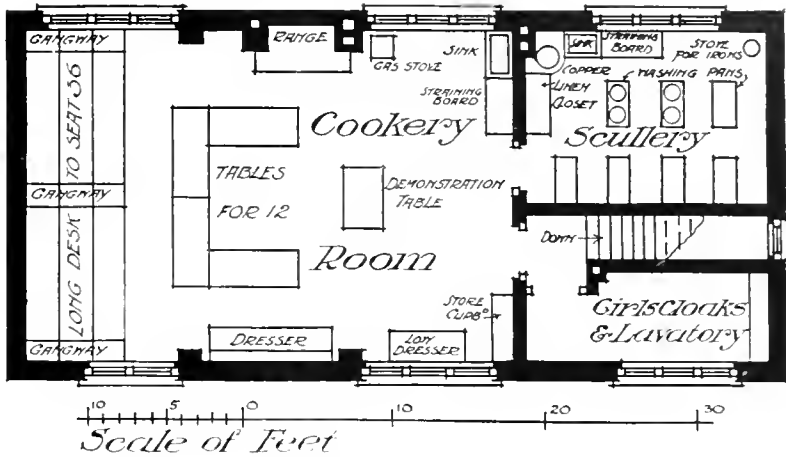 GANGWAY
RANGE
GAS STOVE
SINK
STRAINING
BOARD
SINK
STRAINING
BOARD
STOVE
FOR IRONS
COPPER
WASHING PANS
LINEN
CLOSET
Scullery
LONG DESK TO SEAT 36
GANGWAY
Cookery
Room
TABLES
FOR 12
DEMONSTRATION
TABLE
DOWN
STORE
CUPBD
Girls Cloaks
& Lavatory
GANGWAY
DRESSER
LOW
DRESSER
10 5 0 10 20 30
Scale of Feet